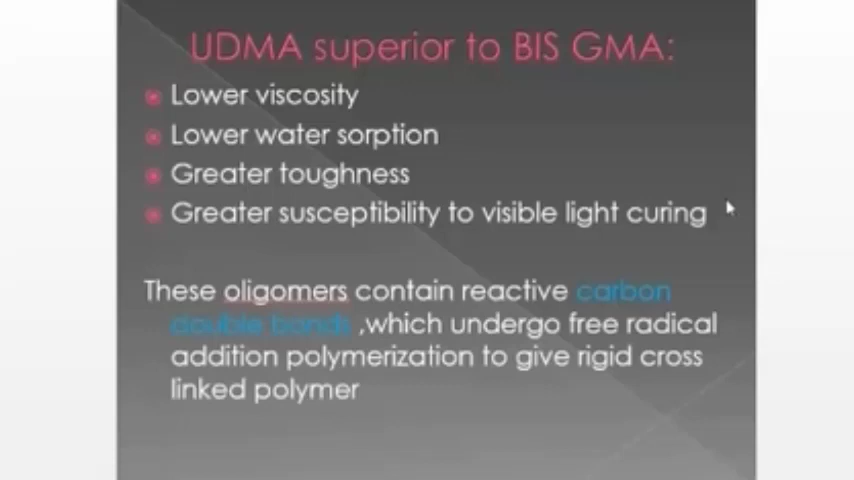 UDMA superior to BIS GMA:
Lower viscosity
Lower water sorption
Greater toughness
Greater susceptibility to visible light curing
These oligomers contain reactive carbon
double bonds ,which undergo free radical
addition polymerization to give rigid cross
linked polymer